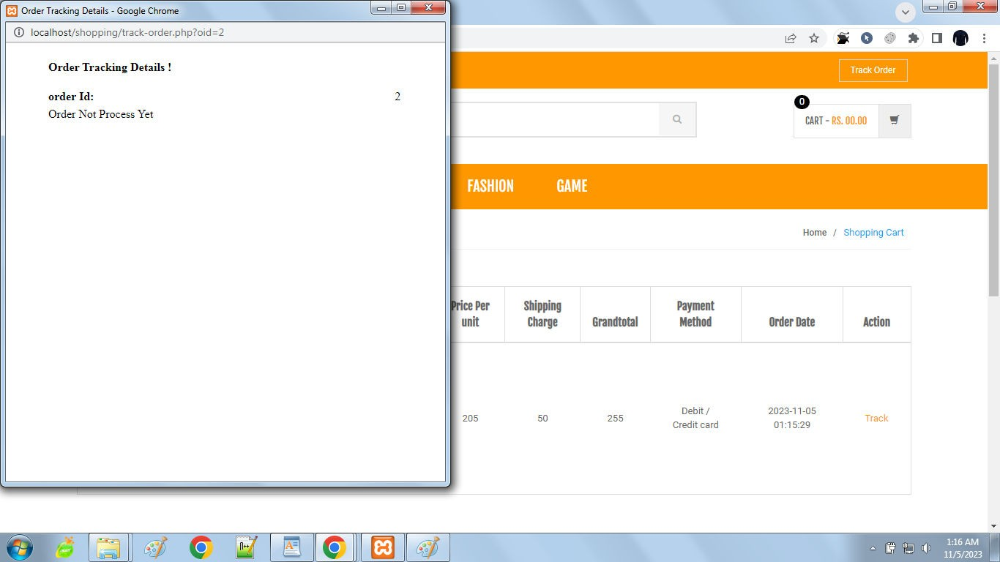 Order Tracking Details - Google Chrome
localhost/shopping/track-order.php?oid=2
Order Tracking Details !
order Id: 2
Order Not Process Yet
Track Order
0
CART - RS. 00.00
FASHION GAME
Home / Shopping Cart
Price Per unit
Shipping Charge
Grandtotal
Payment Method
Order Date
Action
205
50
255
Debit /
Credit card
2023-11-05
01:15:29
Track
1:16 AM
11/5/2023